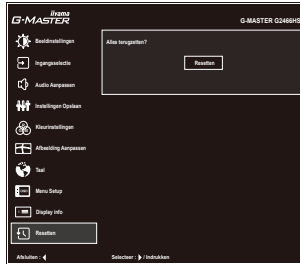 iiyama
G-MASTER
G-MASTER G2466HS
Beeldinstellingen
Alles terugzetten?
Resetten
Ingangsselectie
Audio Aanpassen
Instellingen Opslaan
Kleurinstellingen
Afbeelding Aanpassen
Taal
Menu Setup
Display info
Resetten
Afsluiten :
Selecteer : / Indrukken